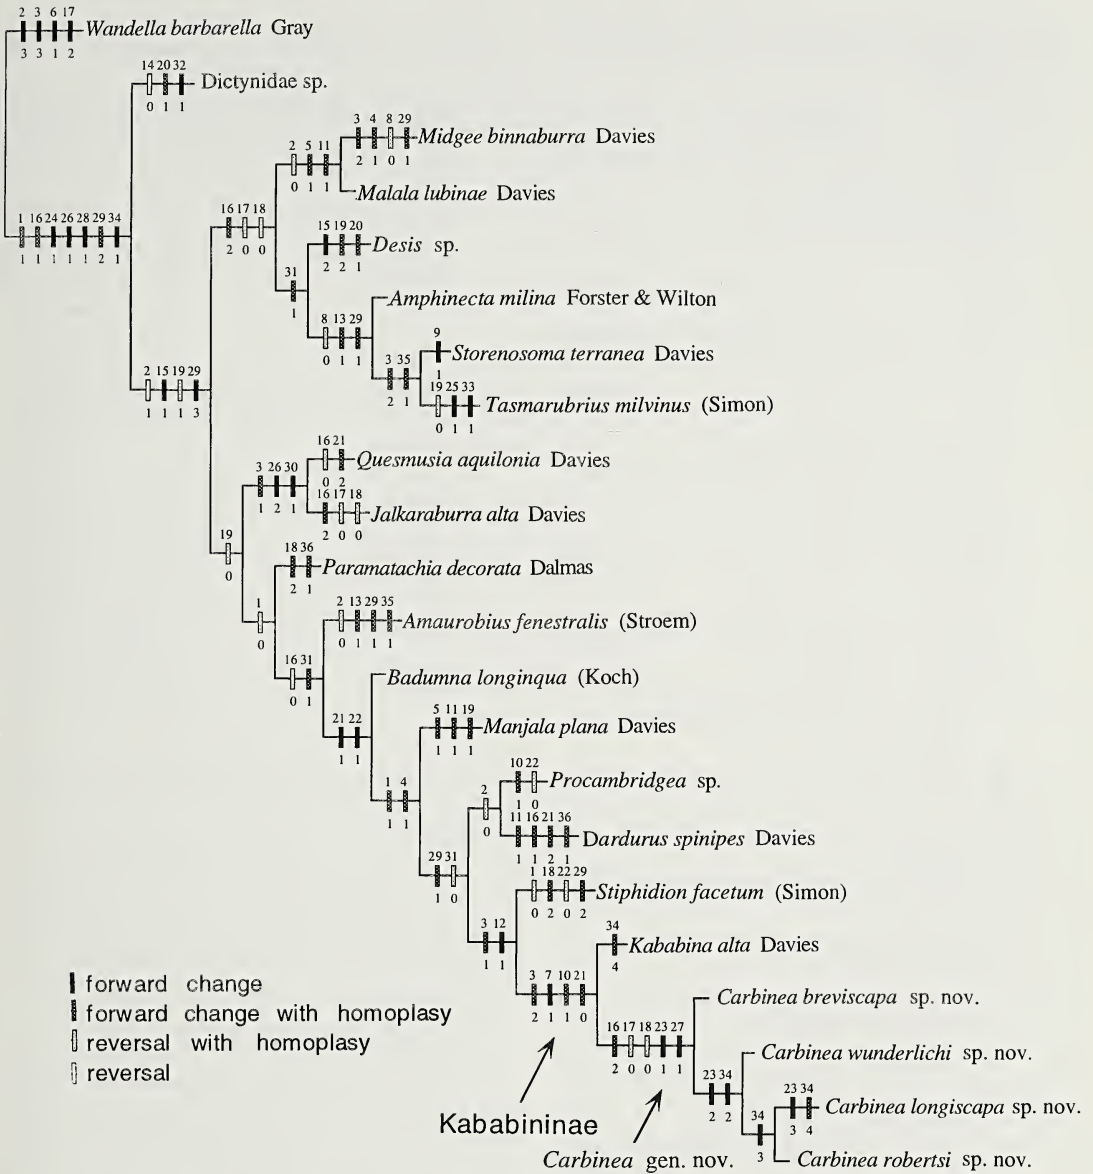 2 3 6 17
Wandella barbarella Gray
3 3 1 2
14 20 32
Dictynidae sp.
0 1 1
3 4 8 29
Midgee binnaburra Davies
2 1 0 1
2 5 11
0 1 1
Malala lubinae Davies
1 16 24 26 28 29 34
1 1 1 1 1 2 1
16 17 18
2 0 0
15 19 20
Desis sp.
2 2 1
31
1
Amphinecta milina Forster & Wilton
8 13 29
0 1 1
9
Storenosoma terranea Davies
1
3 35
2 1
19 25 33
Tasmarubrius milvinus (Simon)
0 1 1
2 15 19 29
1 1 1 3
16 21
Quesmusia aquilonia Davies
0 2
3 26 30
1 2 1
16 17 18
Jalkaraburra alta Davies
2 0 0
19
0
18 36
Paramatachia decorata Dalmas
2 1
1
0
2 13 29 35
Amaurobius fenestralis (Stroem)
0 1 1 1
16 31
0 1
Badumna longinqua (Koch)
21 22
1 1
5 11 19
Manjala plana Davies
1 1 1
1 4
1 1
10 22
Procambridgea sp.
1 0
2
0
11 16 21 36
Dardurus spinipes Davies
1 1 2 1
29 31
1 0
1 18 22 29
Stiphidion facetum (Simon)
0 2 0 2
3 12
1 1
34
Kababina alta Davies
4
3 7 10 21
2 1 1 0
Carbinea breviscapa sp. nov.
16 17 18 23 27
2 0 0 1 1
Carbinea wunderlichi sp. nov.
23 34
2 2
23 34
Carbinea longiscapa sp. nov.
3 4
34
3
Carbinea robertsi sp. nov.
forward change
forward change with homoplasy
reversal with homoplasy
reversal
Kababininae
Carbinea gen. nov.